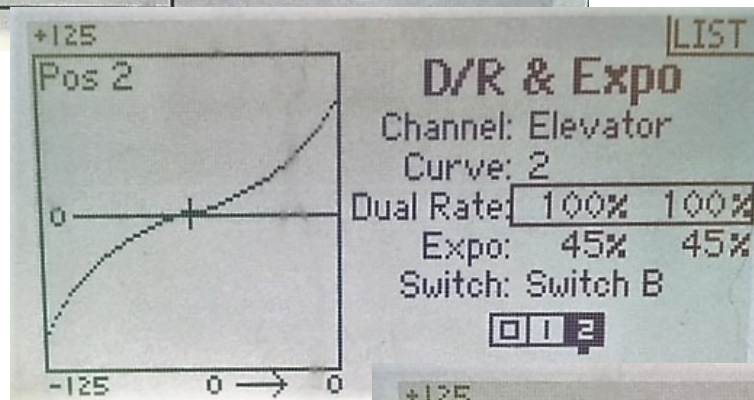 +125
LIST
Pos 2
D/R & Expo
Channel: Elevator
Curve: 2
0
Dual Rate: 100% 100%
Expo: 45% 45%
Switch: Switch B
0 1 2
-125 0 → 0
+125